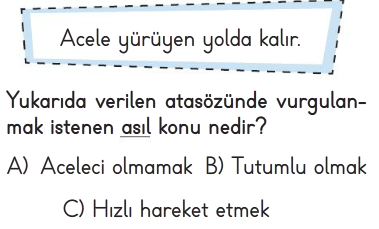 Acele yürüyen yolda kalır.
Yukarıda verilen atasözünde vurgulan-
mak istenen asıl konu nedir?
A) Aceleci olmamak B) Tutumlu olmak
C) Hızlı hareket etmek